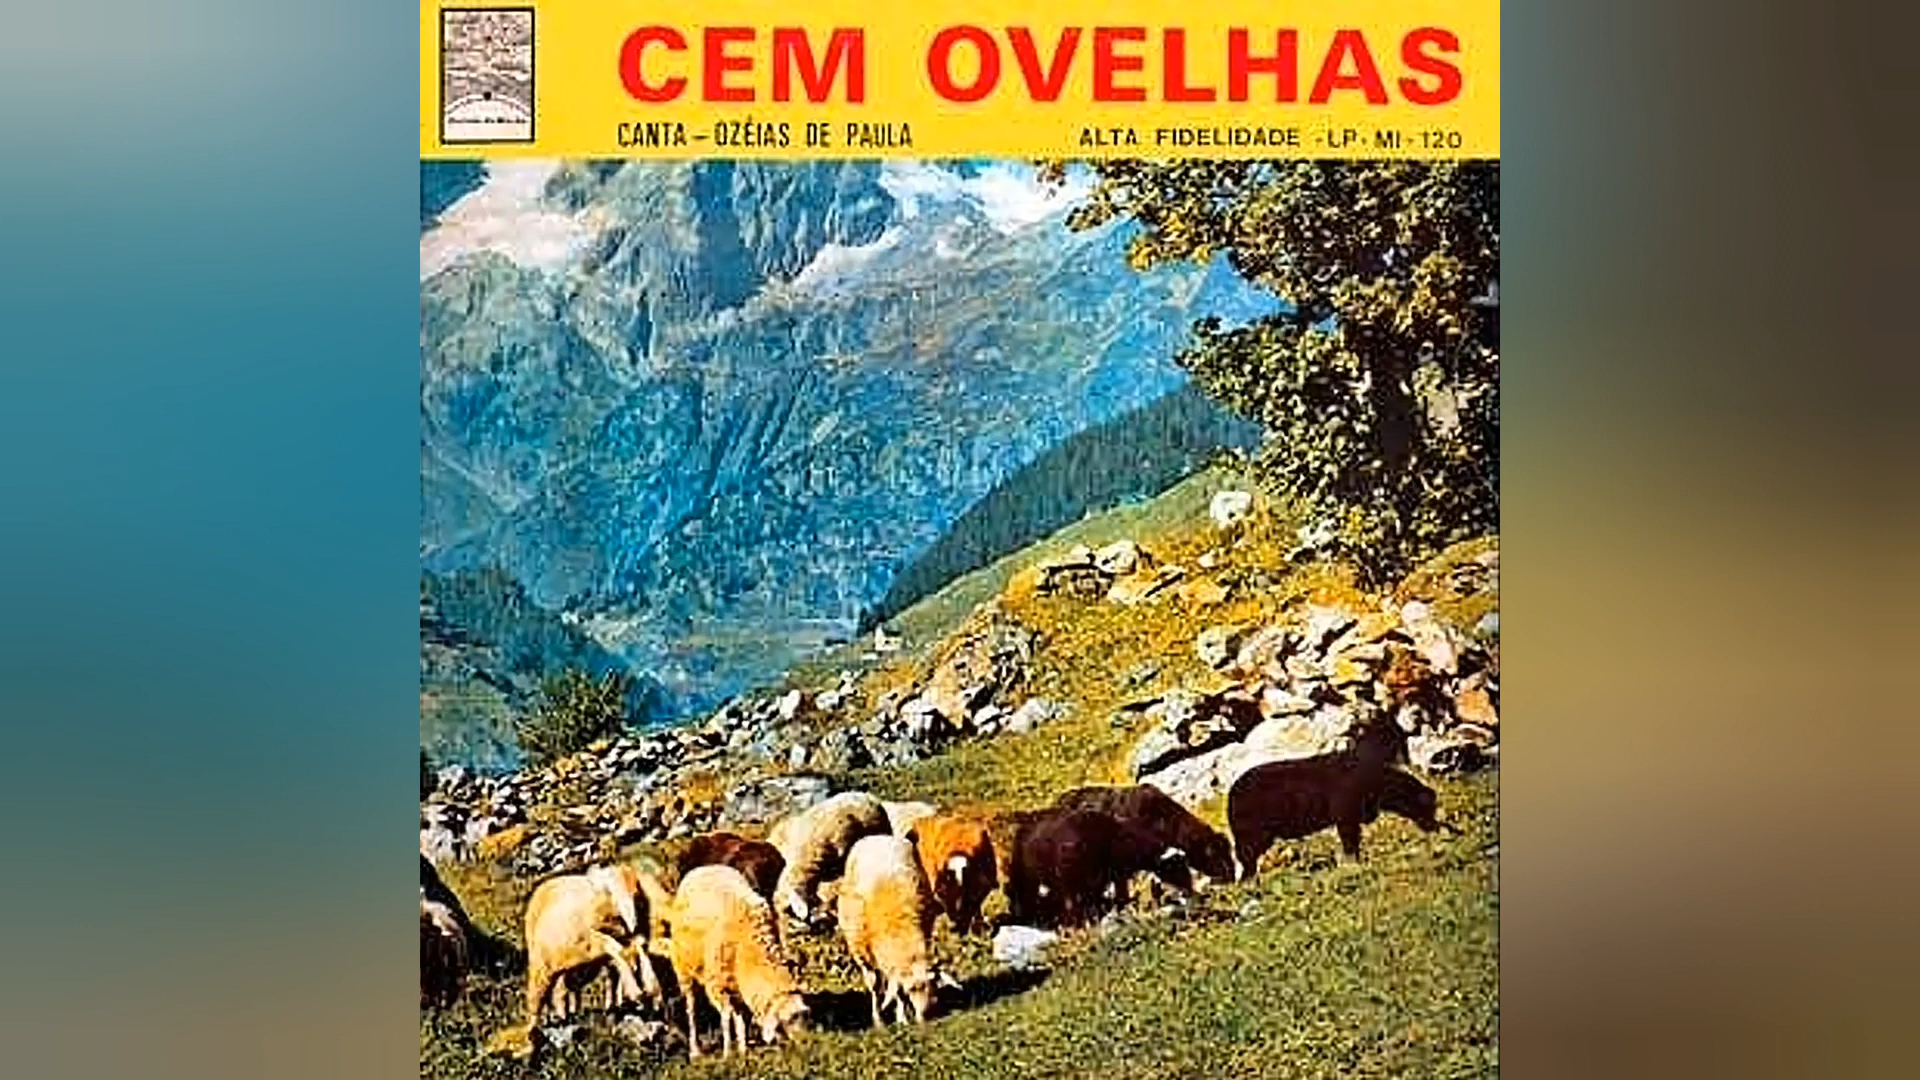 CEM OVELHAS
CANTA - OZÉIAS DE PAULA
ALTA FIDELIDADE - LP - MI - 120